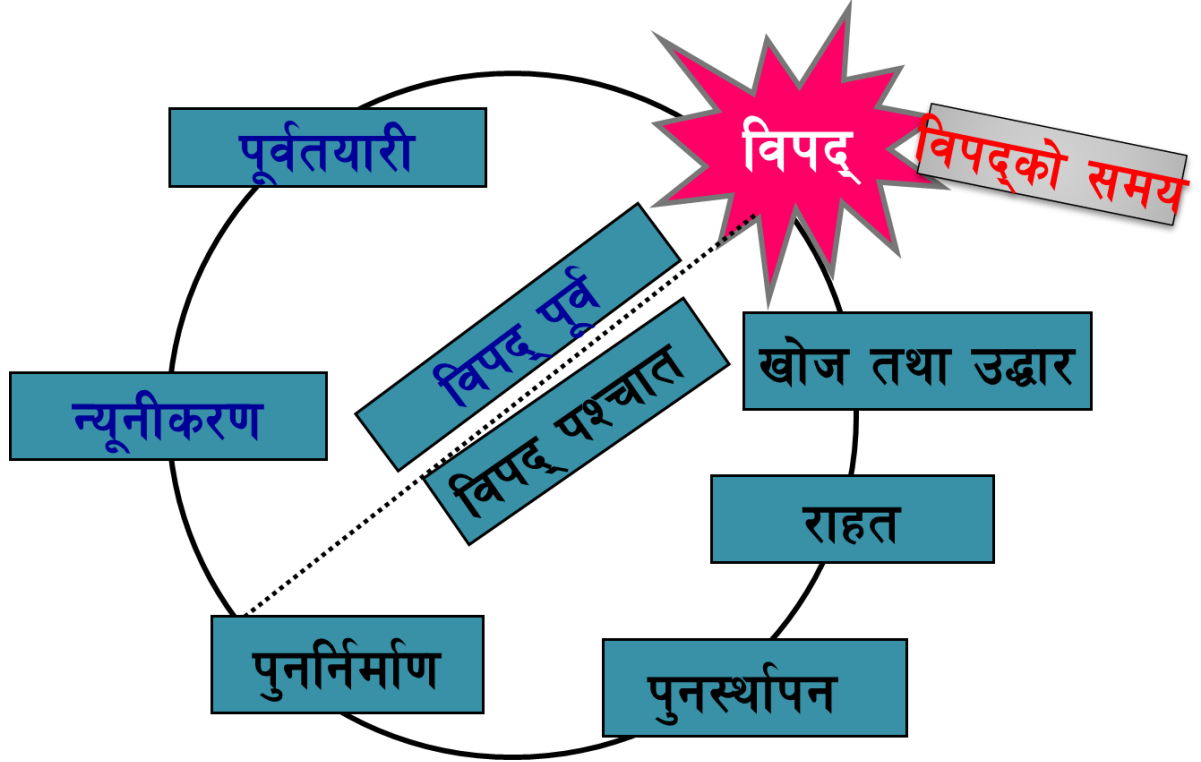 पूर्वतयारी
विपद्
विपद्को समय
विपद् पूर्व
विपद् पश्चात
खोज तथा उद्धार
न्यूनीकरण
राहत
पुनर्निर्माण
पुनर्स्थापन